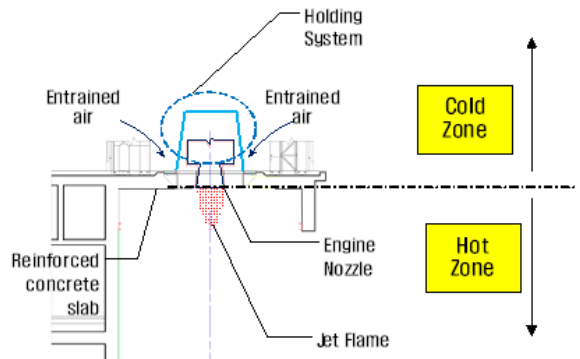 Holding
System
Entrained
air
Entrained
air
Cold
Zone
Reinforced
concrete
slab
Engine
Nozzle
Hot
Zone
Jet Flame